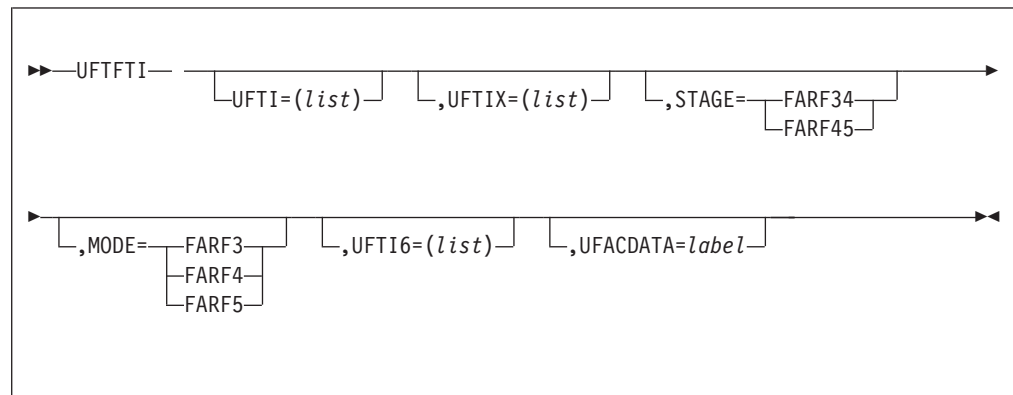 UFTFTI
UFTI=(list) ,UFTIX=(list) ,STAGE= FARF34
FARF45
,MODE= FARF3 ,UFTI6=(list) ,UFACDATA=label
FARF4
FARF5